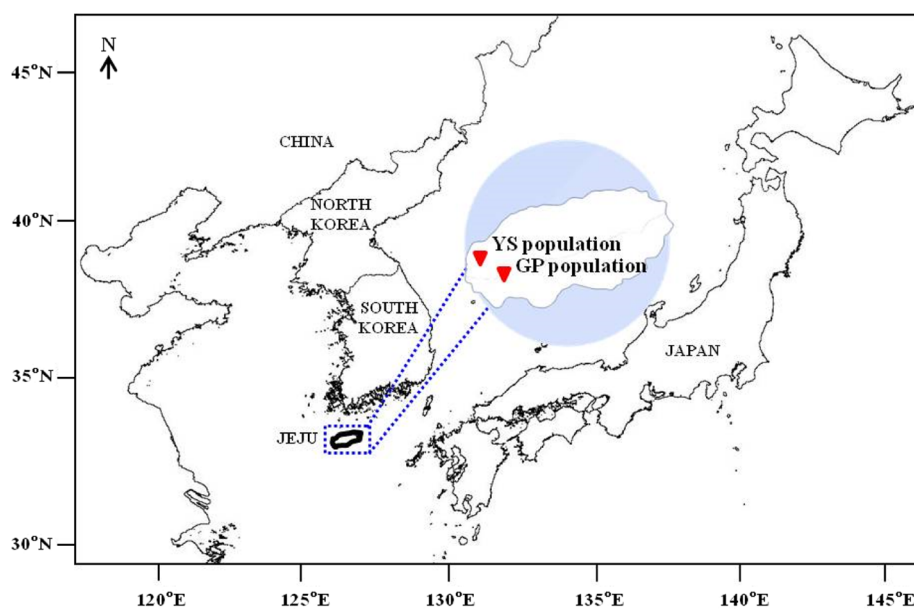 N
45°N
CHINA
40°N
NORTH
KOREA
YS population
GP population
SOUTH
KOREA
JAPAN
35°N
JEJU
30°N
120°E
125°E
130°E
135°E
140°E
145°E